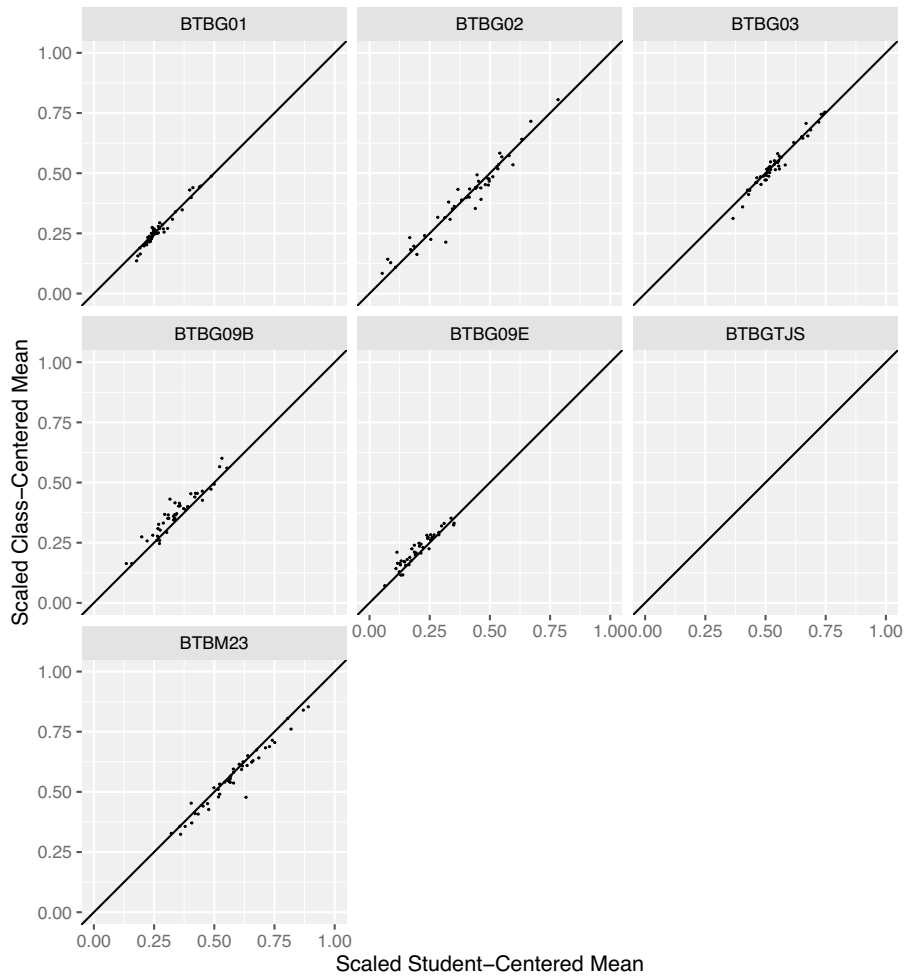 BTBG01 BTBG02 BTBG03
1.00
0.75
0.50
0.25
0.00
BTBG09B BTBG09E BTBGTJS
1.00
0.75
0.50
0.25
0.00
0.00 0.25 0.50 0.75 1.00 0.00 0.25 0.50 0.75 1.00
BTBM23
1.00
0.75
0.50
0.25
0.00
0.00 0.25 0.50 0.75 1.00
Scaled Class−Centered Mean
Scaled Student−Centered Mean